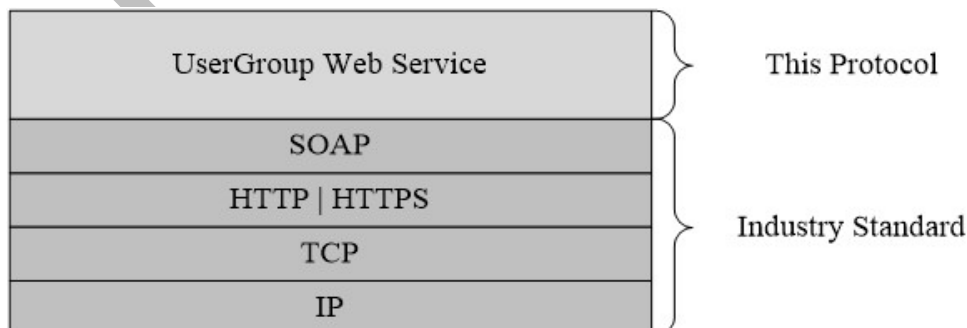 UserGroup Web Service
This Protocol
SOAP
HTTP | HTTPS
Industry Standard
TCP
IP